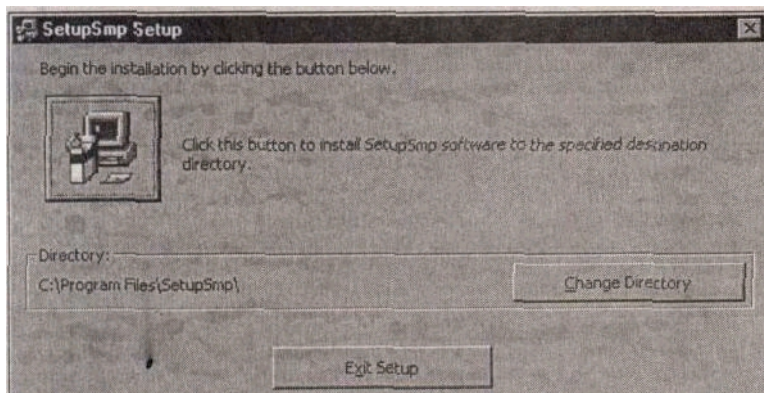 SetupSmp Setup
Begin the installation by clicking the button below.
Click this button to install SetupSmp software to the specified destination
directory.
Directory:
C:\Program Files\SetupSmp\
Change Directory
Exit Setup